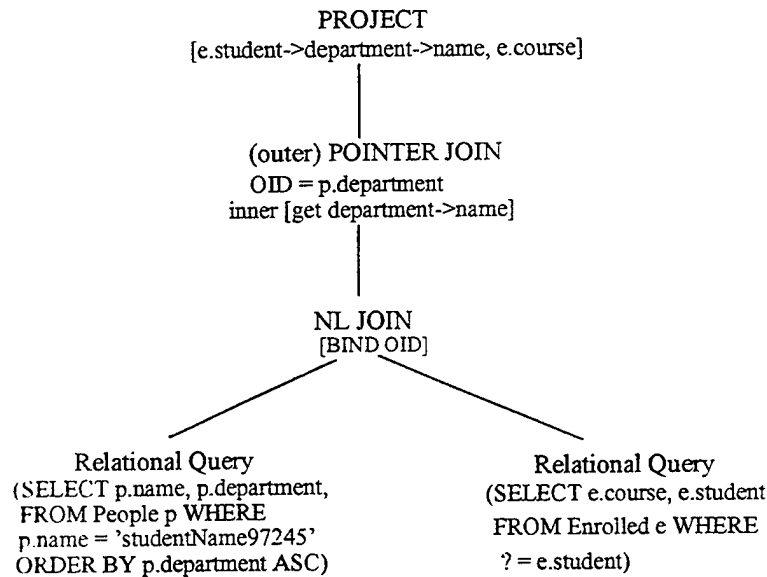 PROJECT
[e.student->department->name, e.course]
(outer) POINTER JOIN
OID = p.department
inner [get department->name]
NL JOIN
[BIND OID]
Relational Query
(SELECT p.name, p.department,
FROM People p WHERE
p.name = 'studentName97245'
ORDER BY p.department ASC)
Relational Query
(SELECT e.course, e.student
FROM Enrolled e WHERE
? = e.student)